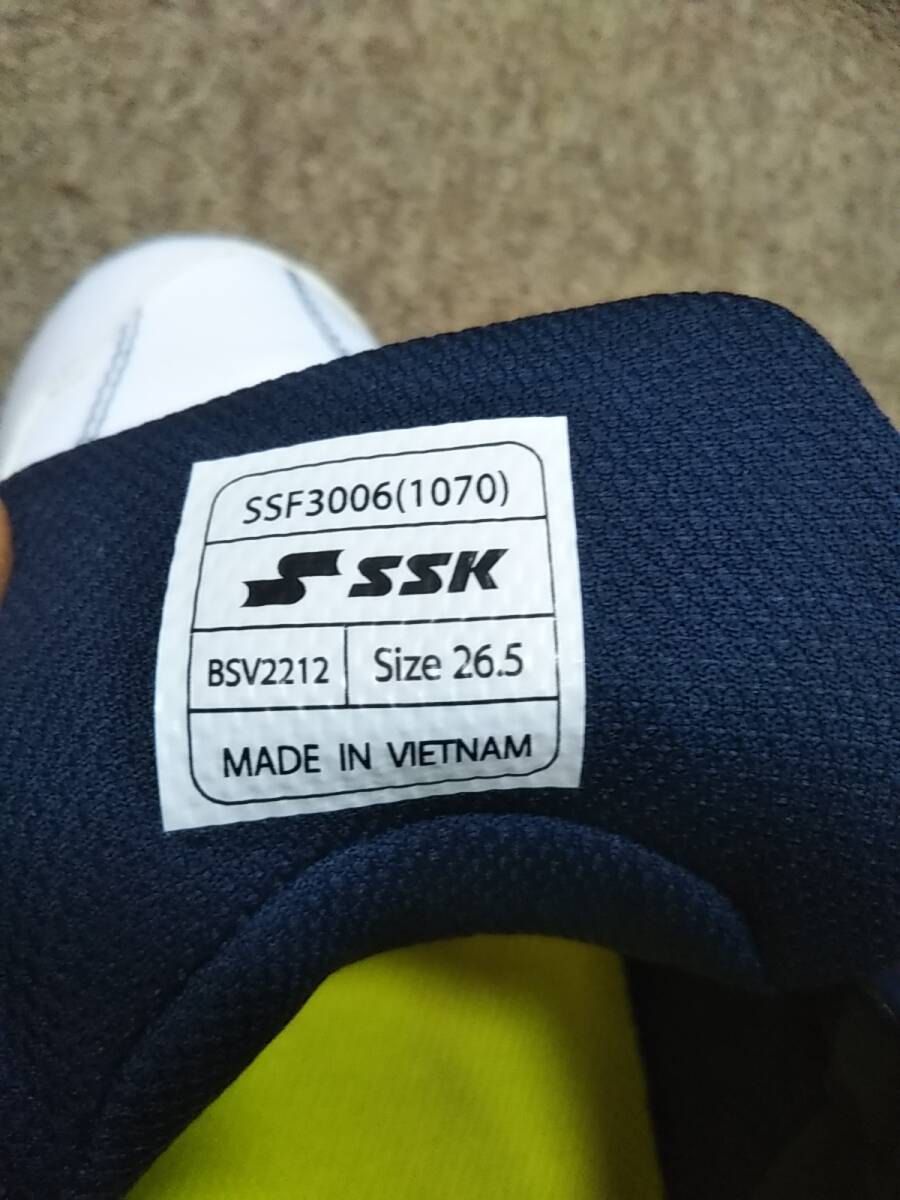 SSF3006(1070)
SSK
BSV2212 Size 26.5
MADE IN VIETNAM